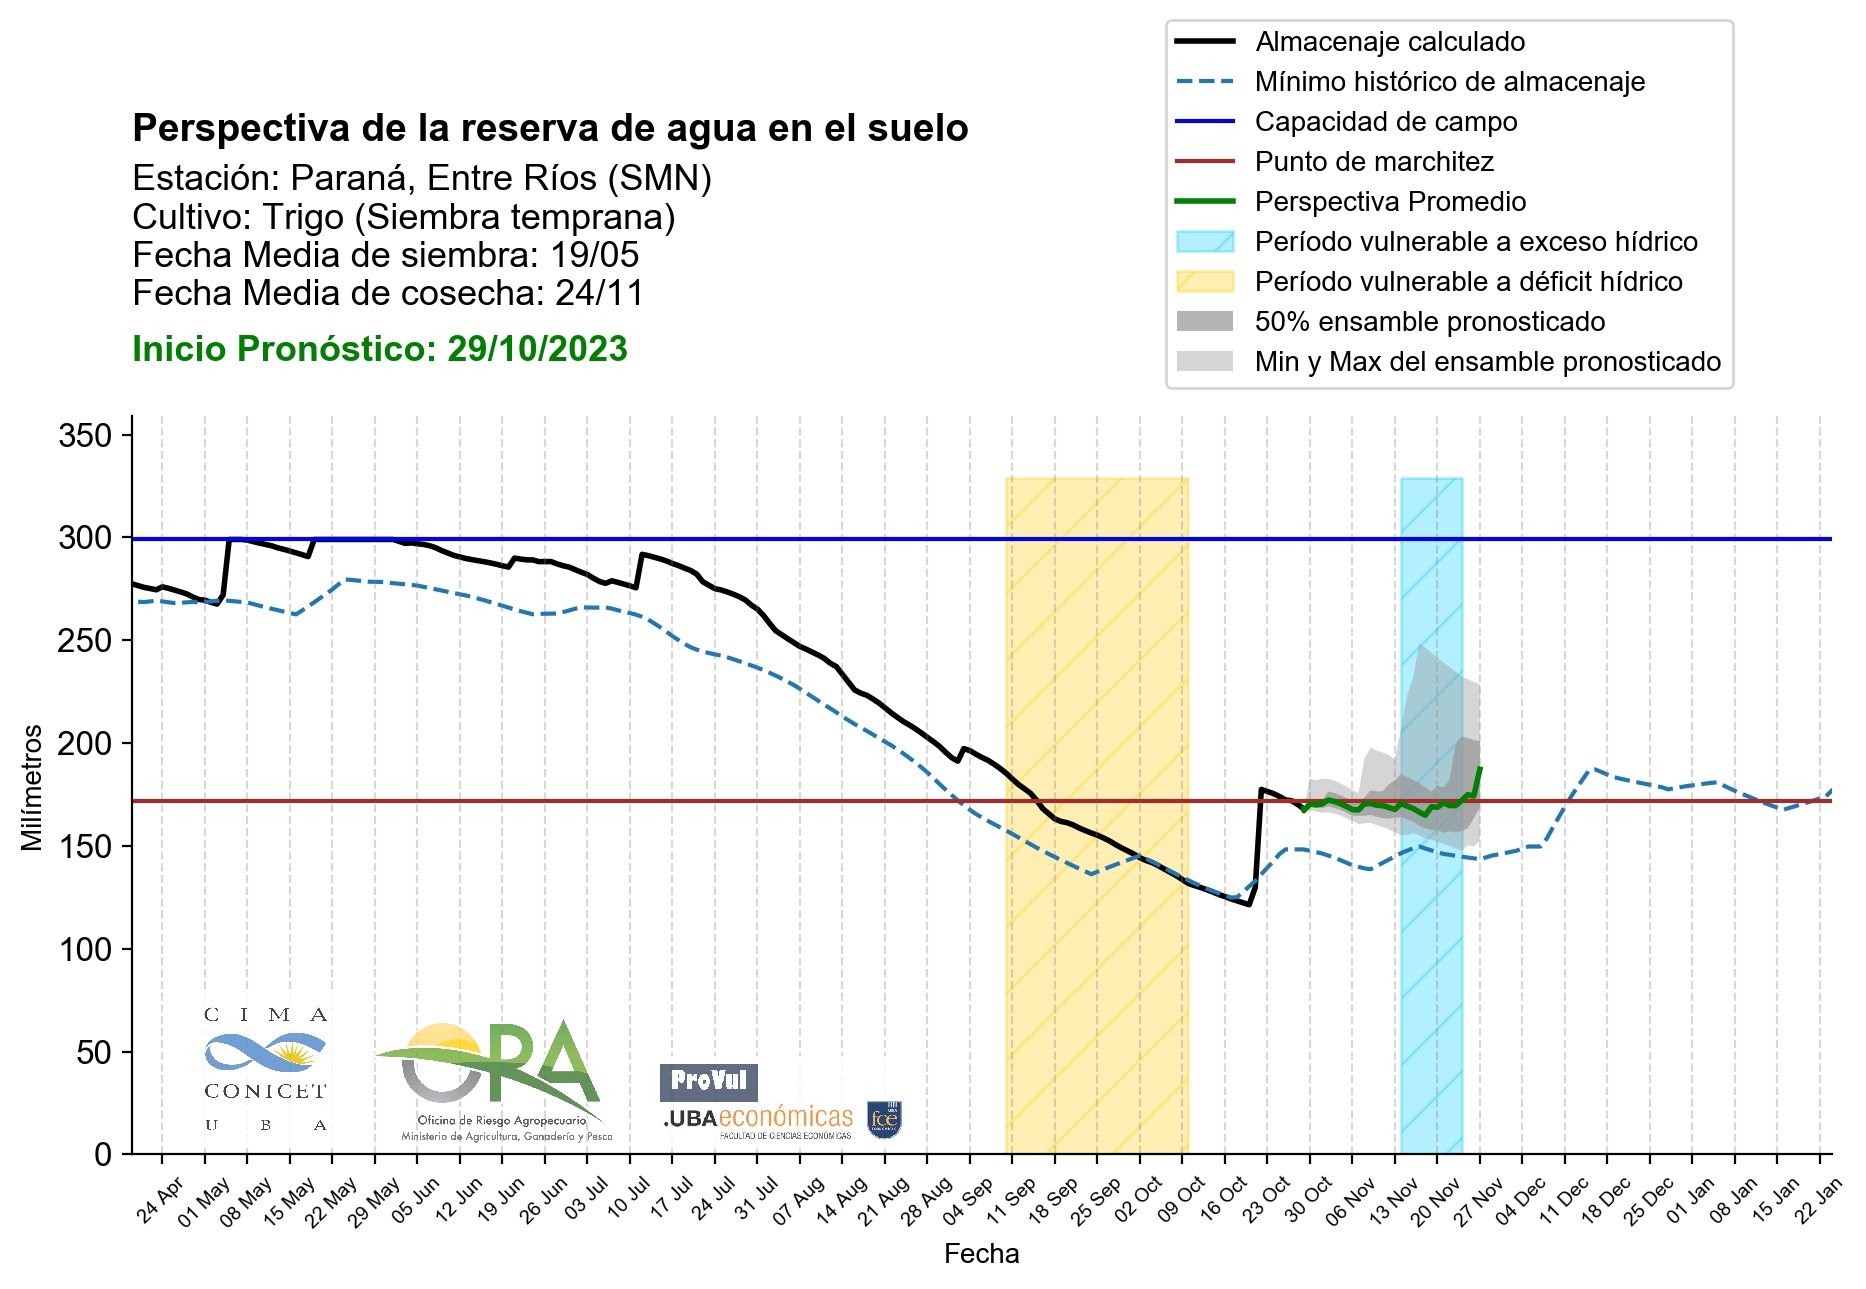 Almacenaje calculado
Mínimo histórico de almacenaje
Capacidad de campo
Punto de marchitez
Perspectiva Promedio
Período vulnerable a exceso hídrico
Período vulnerable a déficit hídrico
50% ensamble pronosticado
Min y Max del ensamble pronosticado
Perspectiva de la reserva de agua en el suelo
Estación: Paraná, Entre Ríos (SMN)
Cultivo: Trigo (Siembra temprana)
Fecha Media de siembra: 19/05
Fecha Media de cosecha: 24/11
Inicio Pronóstico: 29/10/2023
350
300
250
200
150
100
50
0
Milímetros
CIMA
CONICET
UBA
OPA
Oficina de Riesgo Agropecuario
Ministerio de Agricultura, Ganadería y Pesca
ProVul
.UBAeconómicas
FACULTAD DE CIENCIAS ECONÓMICAS
fce
24 Apr
01 May
08 May
15 May
22 May
29 May
05 Jun
12 Jun
19 Jun
26 Jun
03 Jul
10 Jul
17 Jul
24 Jul
31 Jul
07 Aug
14 Aug
21 Aug
28 Aug
04 Sep
11 Sep
18 Sep
25 Sep
02 Oct
09 Oct
16 Oct
23 Oct
30 Oct
06 Nov
13 Nov
20 Nov
27 Nov
04 Dec
11 Dec
18 Dec
25 Dec
01 Jan
08 Jan
15 Jan
22 Jan
Fecha